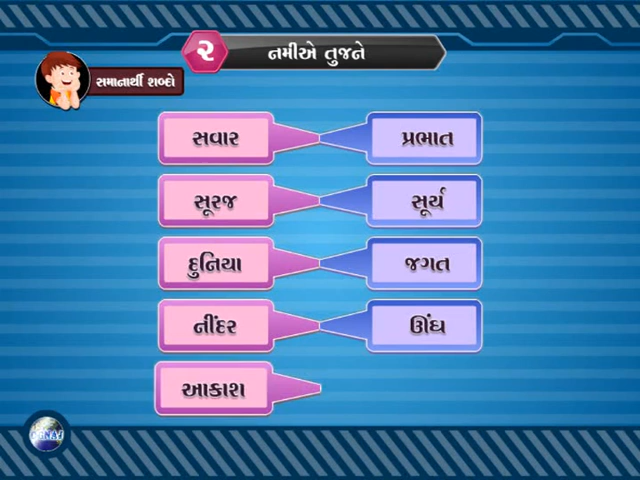 ૨ નમીએ તુજને
સમાનાર્થી શબ્દો
સવાર પ્રભાત
સૂરજ સૂર્ય
દુનિયા જગત
નીંદર ઊંઘ
આકાશ